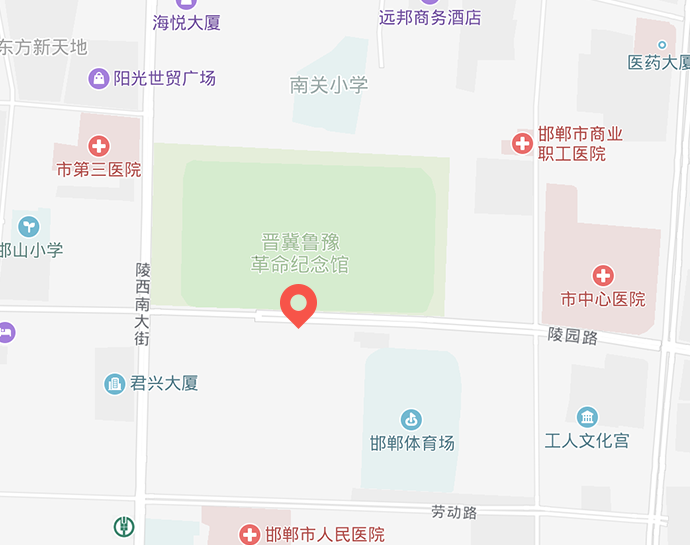 海悦大厦
远邦商务酒店
东方新天地
医药大厦
阳光世贸广场
南关小学
邯郸市商业
职工医院
市第三医院
邯山小学
晋冀鲁豫
革命纪念馆
陵西南大街
市中心医院
陵园路
君兴大厦
邯郸体育场
工人文化宫
劳动路
邯郸市人民医院